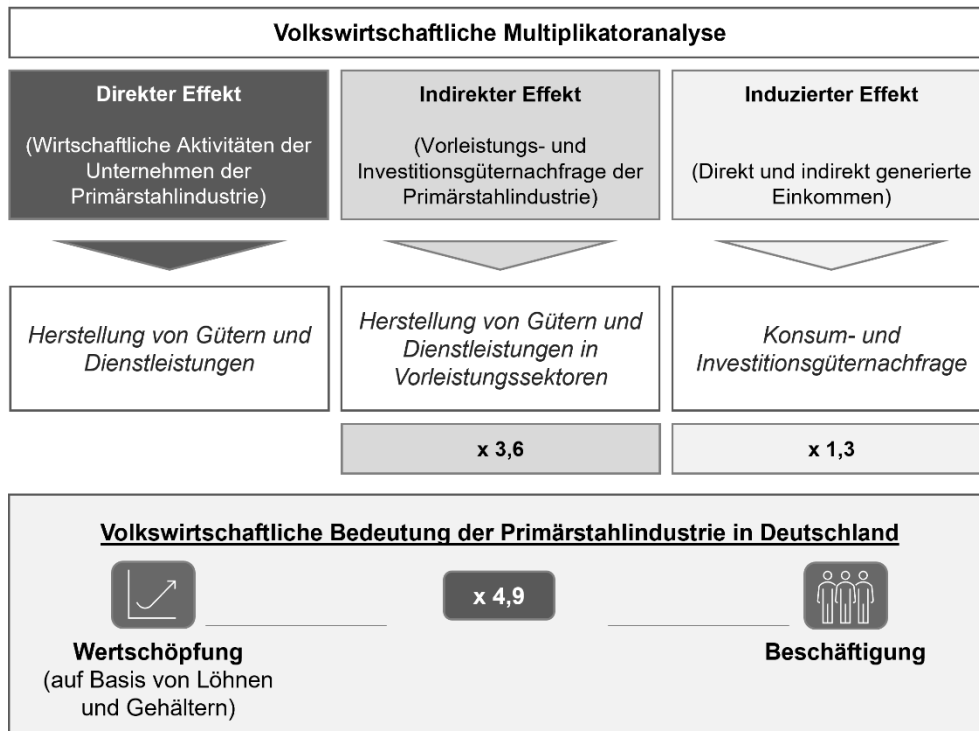 Volkswirtschaftliche Multiplikatoranalyse
Direkter Effekt
(Wirtschaftliche Aktivitäten der
Unternehmen der
Primärstahlindustrie)
Indirekter Effekt
(Vorleistungs- und
Investitionsgüternachfrage der
Primärstahlindustrie)
Induzierter Effekt
(Direkt und indirekt generierte
Einkommen)
Herstellung von Gütern und
Dienstleistungen
Herstellung von Gütern und
Dienstleistungen in
Vorleistungssektoren
Konsum- und
Investitionsgüternachfrage
x 3,6
x 1,3
Volkswirtschaftliche Bedeutung der Primärstahlindustrie in Deutschland
x 4,9
Wertschöpfung
(auf Basis von Löhnen
und Gehältern)
Beschäftigung